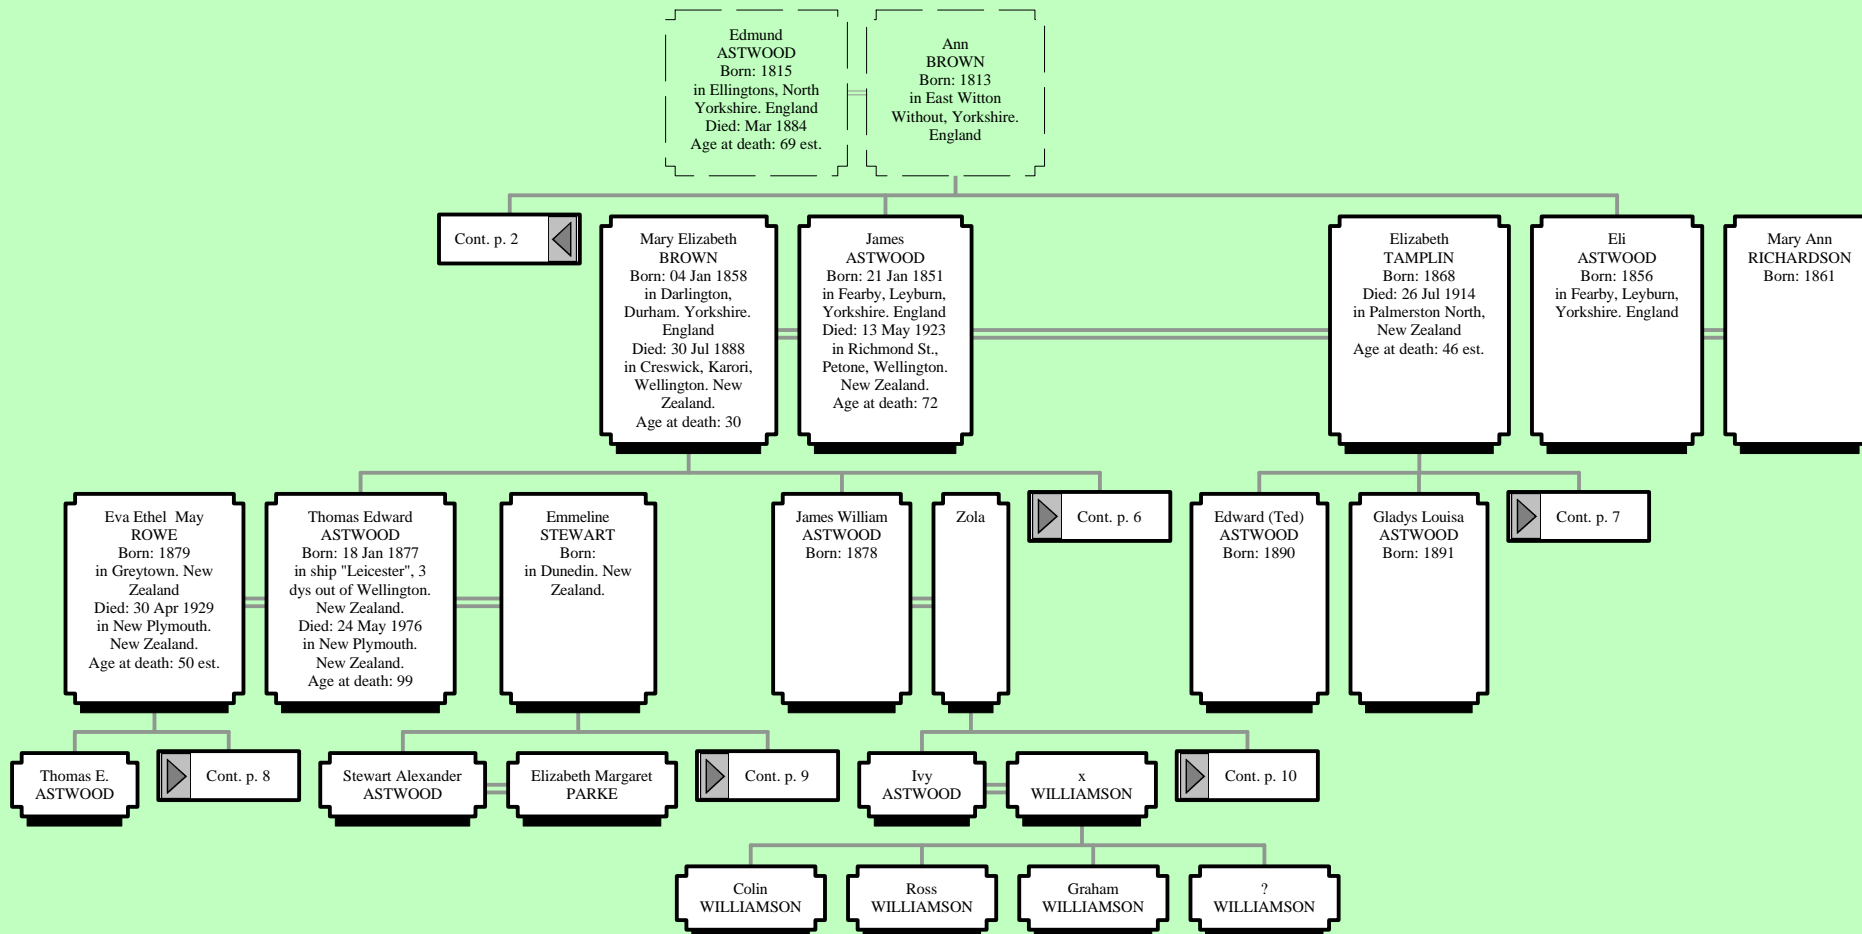 Edmund
ASTWOOD
Born: 1815
in Ellingtons, North
Yorkshire. England
Died: Mar 1884
Age at death: 69 est.
Ann
BROWN
Born: 1813
in East Witton
Without, Yorkshire.
England
Cont. p. 2
Mary Elizabeth
BROWN
Born: 04 Jan 1858
in Darlington,
Durham. Yorkshire.
England
Died: 30 Jul 1888
in Creswick, Karori,
Wellington. New
Zealand.
Age at death: 30
James
ASTWOOD
Born: 21 Jan 1851
in Fearby, Leyburn,
Yorkshire. England
Died: 13 May 1923
in Richmond St.,
Petone, Wellington.
New Zealand.
Age at death: 72
Elizabeth
TAMPLIN
Born: 1868
Died: 26 Jul 1914
in Palmerston North,
New Zealand
Age at death: 46 est.
Eli
ASTWOOD
Born: 1856
in Fearby, Leyburn,
Yorkshire. England
Mary Ann
RICHARDSON
Born: 1861
Eva Ethel  May
ROWE
Born: 1879
in Greytown. New
Zealand
Died: 30 Apr 1929
in New Plymouth.
New Zealand.
Age at death: 50 est.
Thomas Edward
ASTWOOD
Born: 18 Jan 1877
in ship "Leicester", 3
dys out of Wellington.
New Zealand.
Died: 24 May 1976
in New Plymouth.
New Zealand.
Age at death: 99
Emmeline
STEWART
Born:
in Dunedin. New
Zealand.
James William
ASTWOOD
Born: 1878
Zola
Cont. p. 6
Edward (Ted)
ASTWOOD
Born: 1890
Gladys Louisa
ASTWOOD
Born: 1891
Cont. p. 7
Thomas E.
ASTWOOD
Cont. p. 8
Stewart Alexander
ASTWOOD
Elizabeth Margaret
PARKE
Cont. p. 9
Ivy
ASTWOOD
x
WILLIAMSON
Cont. p. 10
Colin
WILLIAMSON
Ross
WILLIAMSON
Graham
WILLIAMSON
?
WILLIAMSON